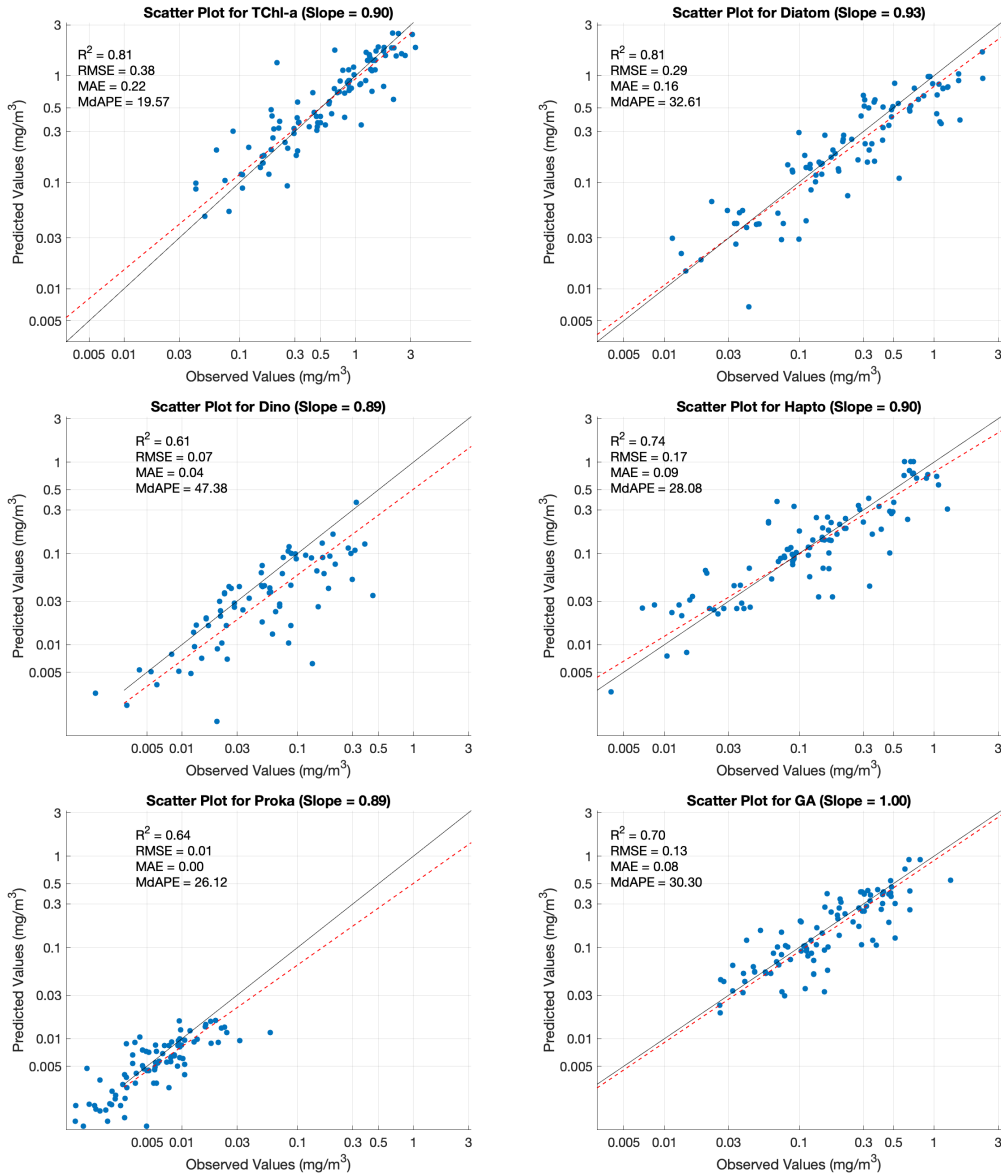 Scatter Plot for TChl-a (Slope = 0.90)
R² = 0.81
RMSE = 0.38
MAE = 0.22
MdAPE = 19.57
3
1
0.5
0.3
0.1
0.03
0.01
0.005
Predicted Values (mg/m³)
0.005 0.01 0.03 0.1 0.3 0.5 1 3
Observed Values (mg/m³)
Scatter Plot for Diatom (Slope = 0.93)
R² = 0.81
RMSE = 0.29
MAE = 0.16
MdAPE = 32.61
3
1
0.5
0.3
0.1
0.03
0.01
0.005
Predicted Values (mg/m³)
0.005 0.01 0.03 0.1 0.3 0.5 1 3
Observed Values (mg/m³)
Scatter Plot for Dino (Slope = 0.89)
R² = 0.61
RMSE = 0.07
MAE = 0.04
MdAPE = 47.38
3
1
0.5
0.3
0.1
0.03
0.01
0.005
Predicted Values (mg/m³)
0.005 0.01 0.03 0.1 0.3 0.5 1 3
Observed Values (mg/m³)
Scatter Plot for Hapto (Slope = 0.90)
R² = 0.74
RMSE = 0.17
MAE = 0.09
MdAPE = 28.08
3
1
0.5
0.3
0.1
0.03
0.01
0.005
Predicted Values (mg/m³)
0.005 0.01 0.03 0.1 0.3 0.5 1 3
Observed Values (mg/m³)
Scatter Plot for Proka (Slope = 0.89)
R² = 0.64
RMSE = 0.01
MAE = 0.00
MdAPE = 26.12
3
1
0.5
0.3
0.1
0.03
0.01
0.005
Predicted Values (mg/m³)
0.005 0.01 0.03 0.1 0.3 0.5 1 3
Observed Values (mg/m³)
Scatter Plot for GA (Slope = 1.00)
R² = 0.70
RMSE = 0.13
MAE = 0.08
MdAPE = 30.30
3
1
0.5
0.3
0.1
0.03
0.01
0.005
Predicted Values (mg/m³)
0.005 0.01 0.03 0.1 0.3 0.5 1 3
Observed Values (mg/m³)